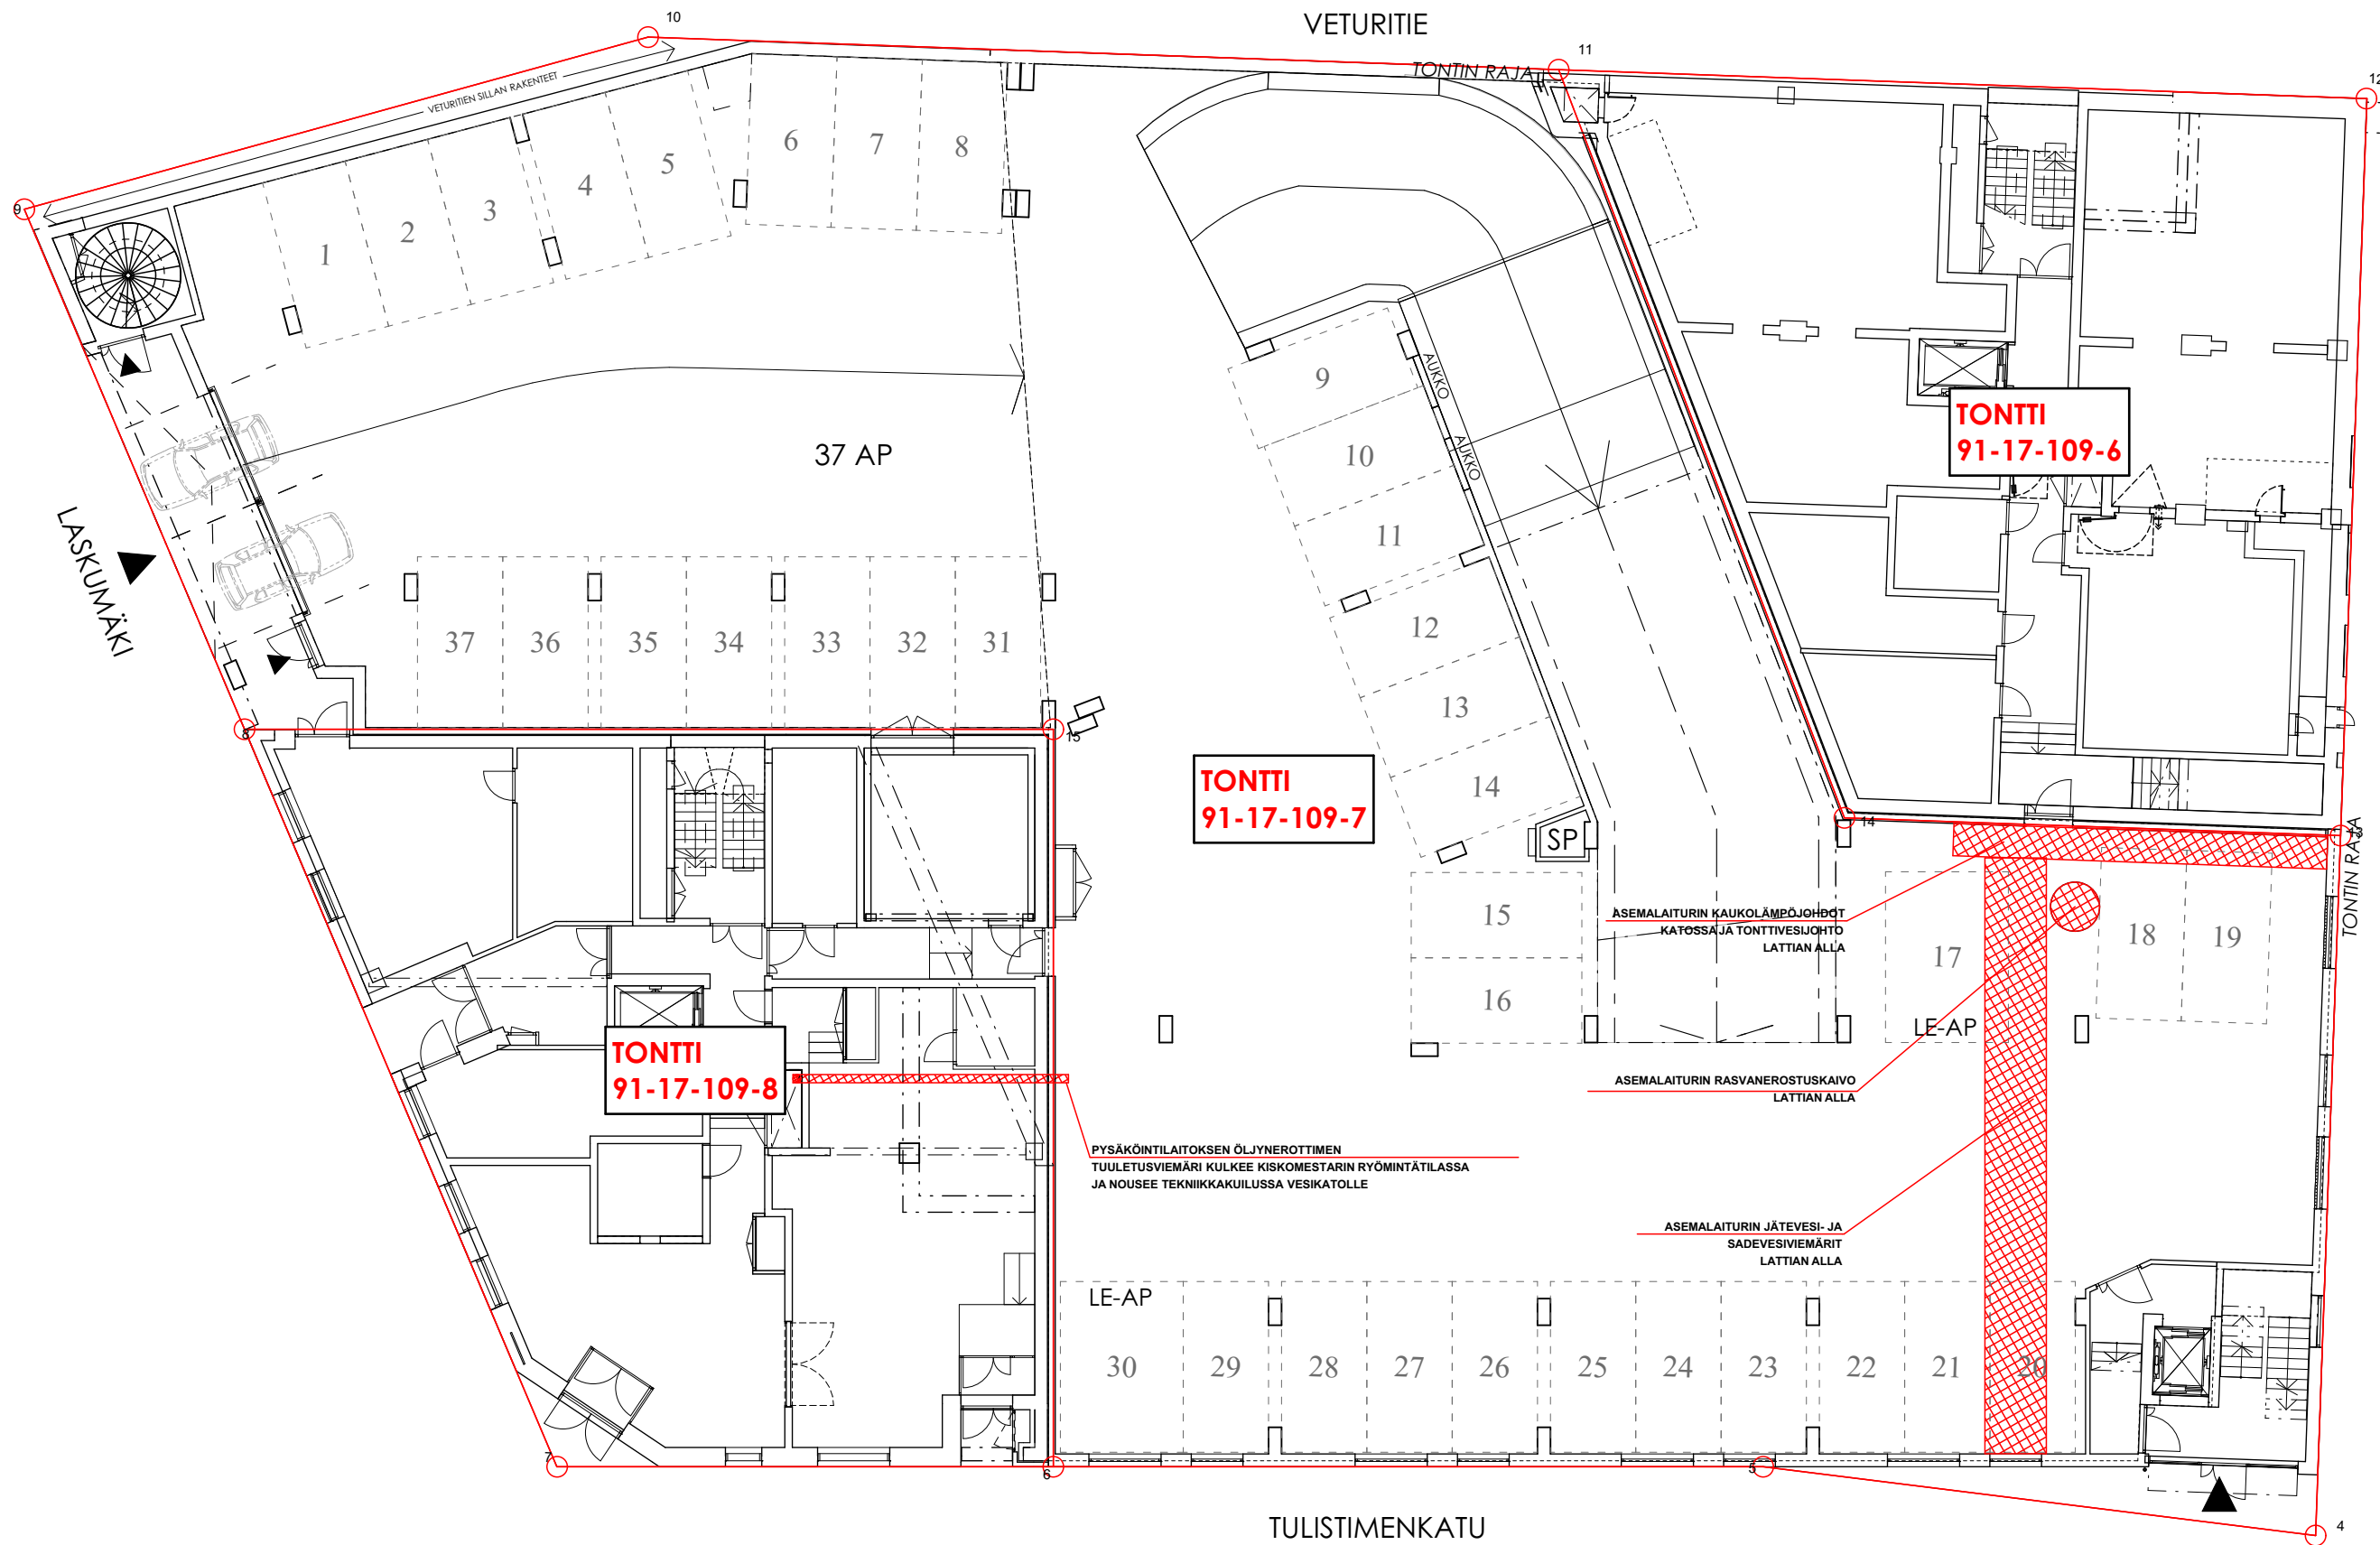 VETURITIE
10
11
12
TONTIN RAJA
VETURITIEN SILLAN RAKENTEET
9
1
2
3
4
5
6
7
8
9
10
11
12
13
14
AUKKO
AUKKO
37 AP
TONTTI
91-17-109-6
LASKUMÄKI
37
36
35
34
33
32
31
8
15
TONTTI
91-17-109-7
SP
14
13
TONTIN RAJA
15
16
17
18
19
LE-AP
ASEMALAITURIN KAUKOLÄMPÖJOHDOT
KATOSSA JA TONTTIVESIJOHTO
LATTIAN ALLA
TONTTI
91-17-109-8
ASEMALAITURIN RASVANEROSTUSKAIVO
LATTIAN ALLA
PYSÄKÖINTILAITOKSEN ÖLJYNEROTTIMEN
TUULETUSVIEMÄRI KULKEE KISKOMESTARIN RYÖMINTÄTILASSA
JA NOUSEE TEKNIIKKAKUILUSSA VESIKATOLLE
ASEMALAITURIN JÄTEVESI- JA
SADEVESIVIEMÄRIT
LATTIAN ALLA
LE-AP
30
29
28
27
26
25
24
23
22
21
20
7
6
5
4
TULISTIMENKATU